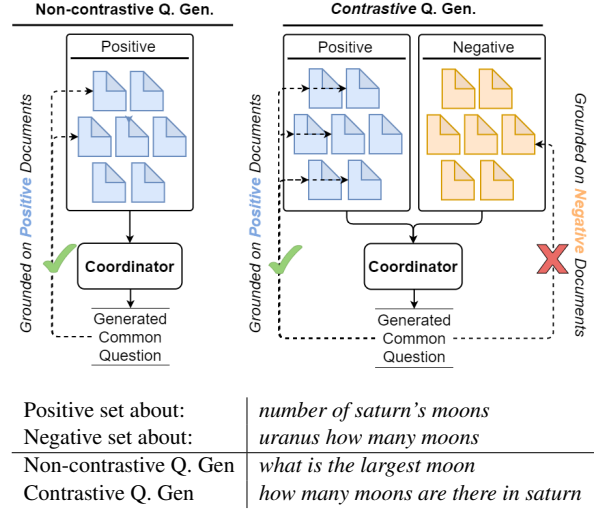 Non-contrastive Q. Gen.
Contrastive Q. Gen.
Positive
Positive
Negative
Grounded on Positive Documents
Grounded on Positive Documents
Grounded on Negative Documents
Coordinator
Coordinator
Generated
Common
Question
Generated
Common
Question
Positive set about: number of saturn's moons
Negative set about: uranus how many moons
Non-contrastive Q. Gen what is the largest moon
Contrastive Q. Gen how many moons are there in saturn